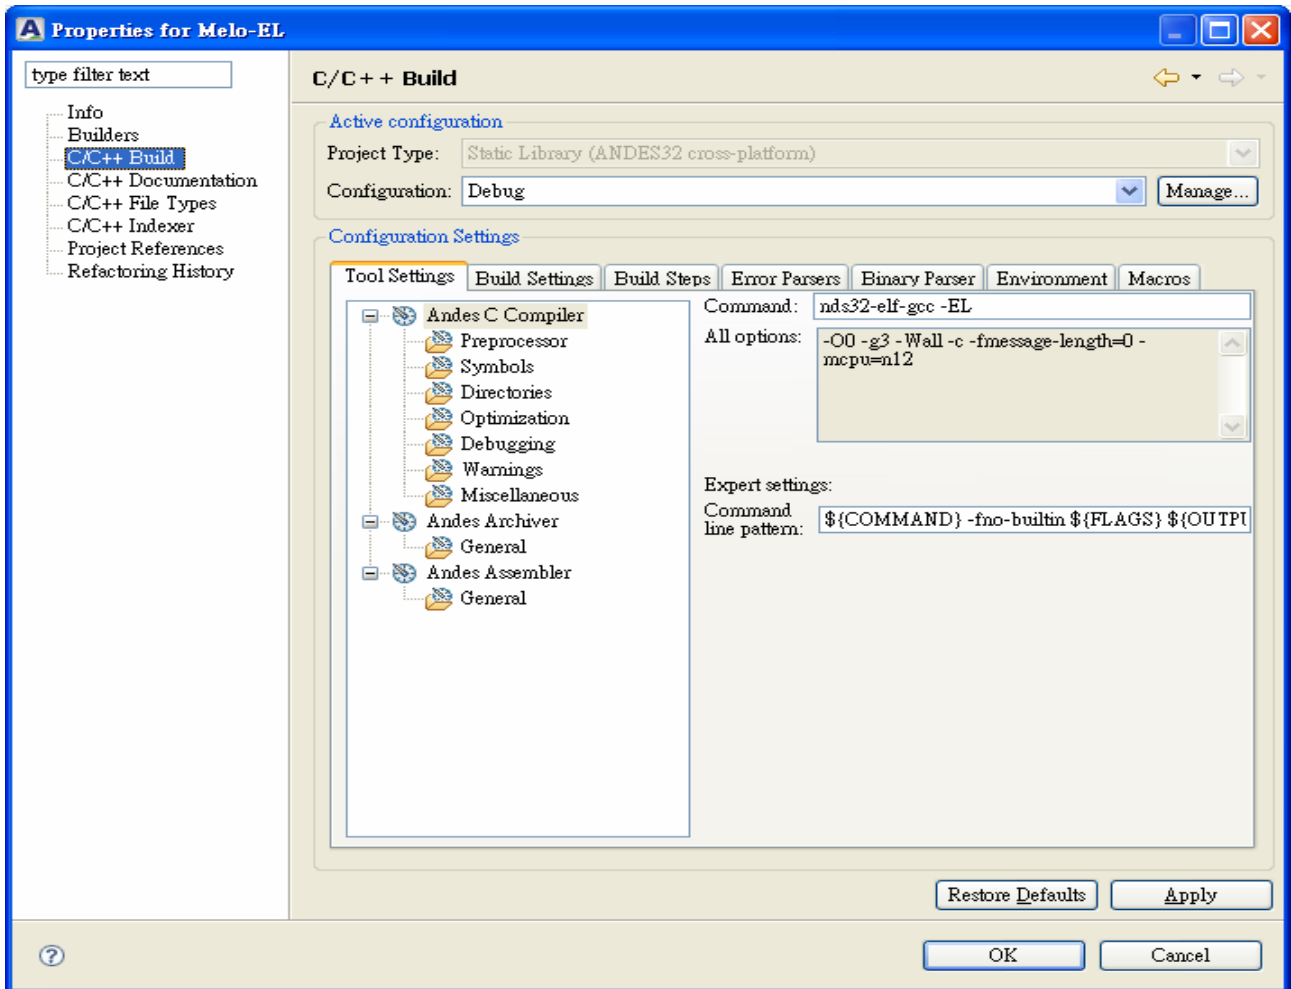 Properties for Melo-EL
type filter text
Info
Builders
C/C++ Build
C/C++ Documentation
C/C++ File Types
C/C++ Indexer
Project References
Refactoring History
C/C++ Build
Active configuration
Project Type: Static Library (ANDES32 cross-platform)
Configuration: Debug Manage...
Configuration Settings
Tool Settings Build Settings Build Steps Error Parsers Binary Parser Environment Macros
Andes C Compiler
Preprocessor
Symbols
Directories
Optimization
Debugging
Warnings
Miscellaneous
Andes Archiver
General
Andes Assembler
General
Command: nds32-elf-gcc -EL
All options: -O0 -g3 -Wall -c -fmessage-length=0 -
mcpu=n12
Expert settings:
Command
line pattern: ${COMMAND} -fno-builtin ${FLAGS} ${OUTPU
Restore Defaults Apply
OK Cancel